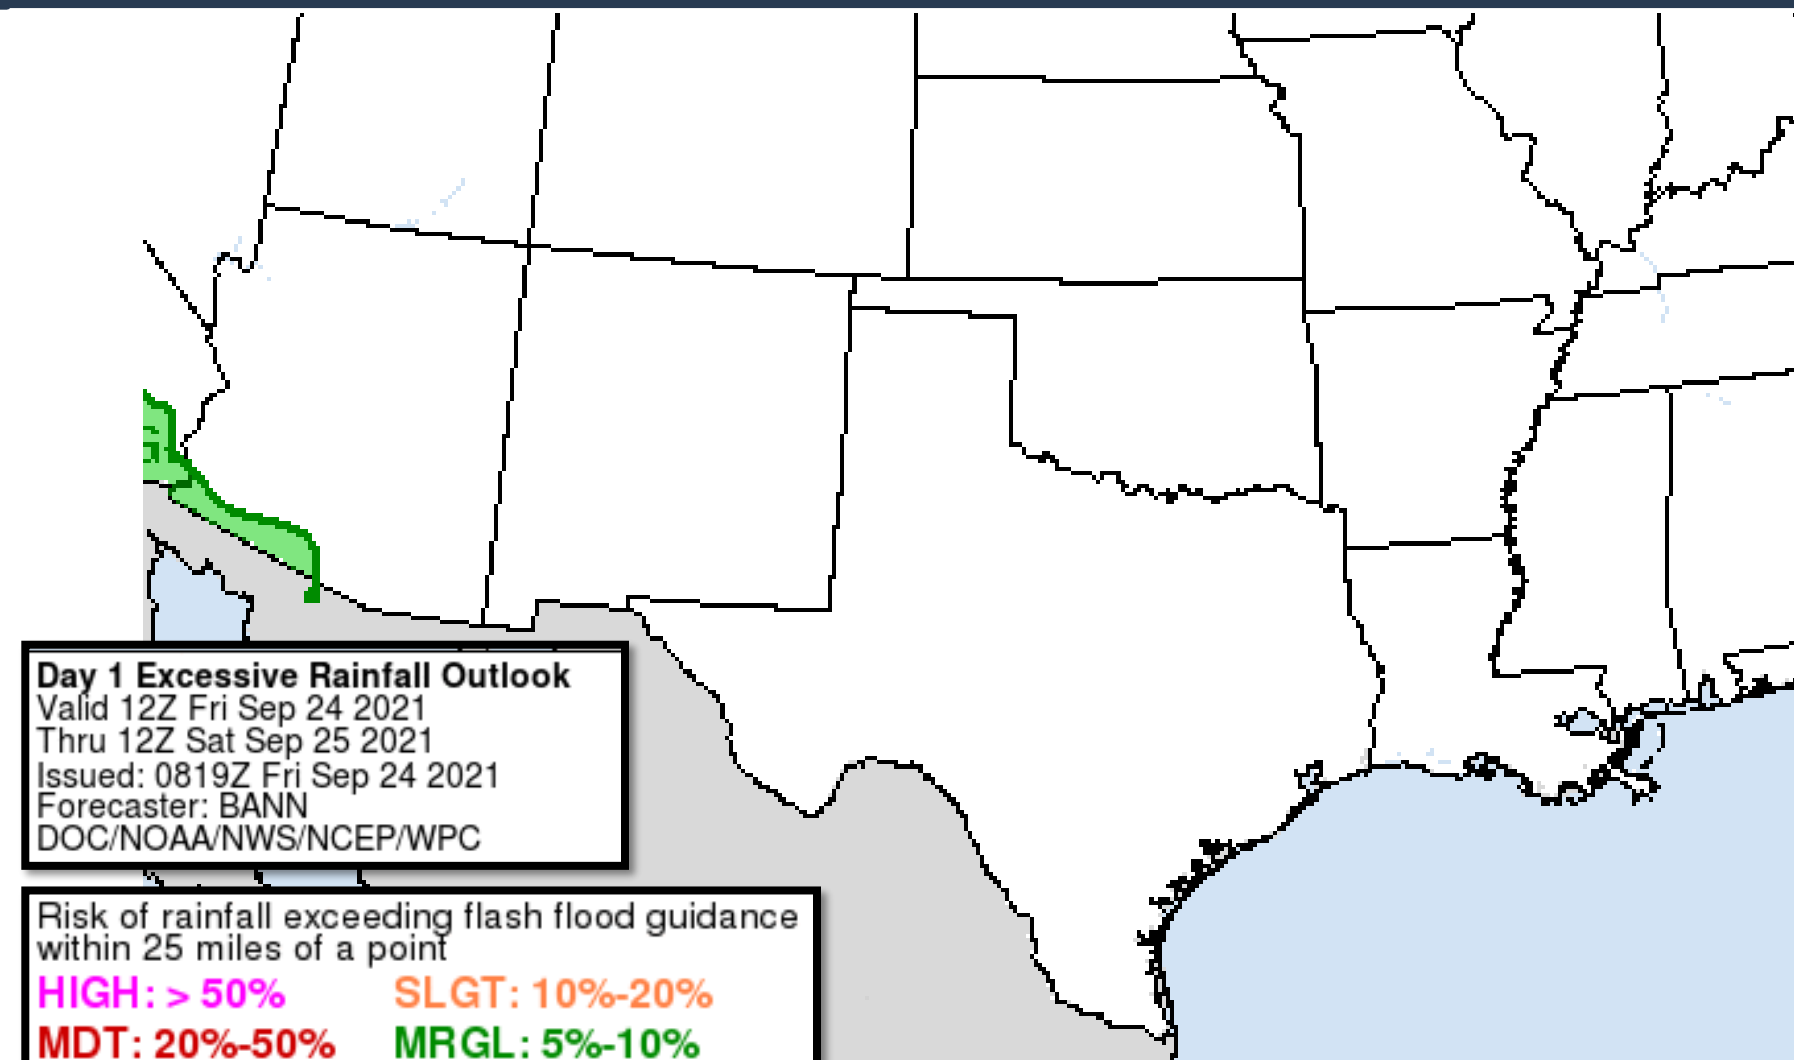 Day 1 Excessive Rainfall Outlook
Valid 12Z Fri Sep 24 2021
Thru 12Z Sat Sep 25 2021
Issued: 0819Z Fri Sep 24 2021
Forecaster: BANN
DOC/NOAA/NWS/NCEP/WPC
Risk of rainfall exceeding flash flood guidance
within 25 miles of a point
HIGH: > 50% SLGT: 10%-20%
MDT: 20%-50% MRGL: 5%-10%